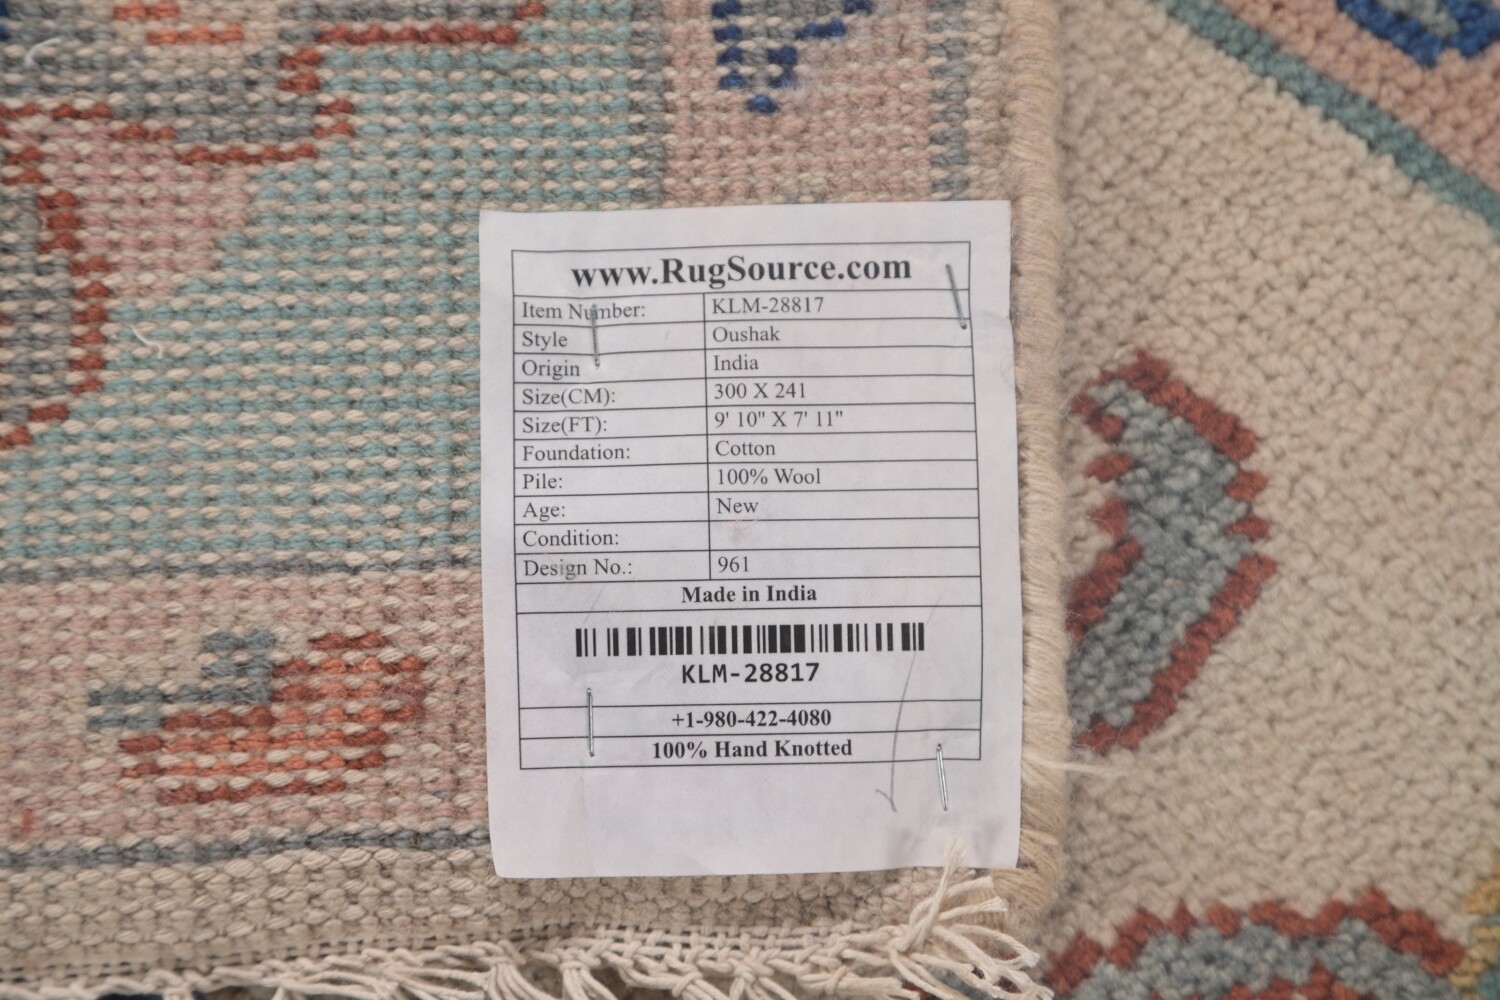 www.RugSource.com
Item Number: KLM-28817
Style Oushak
Origin India
Size(CM): 300 X 241
Size(FT): 9' 10" X 7' 11"
Foundation: Cotton
Pile: 100% Wool
Age: New
Condition:
Design No.: 961
Made in India
KLM-28817
+1-980-422-4080
100% Hand Knotted